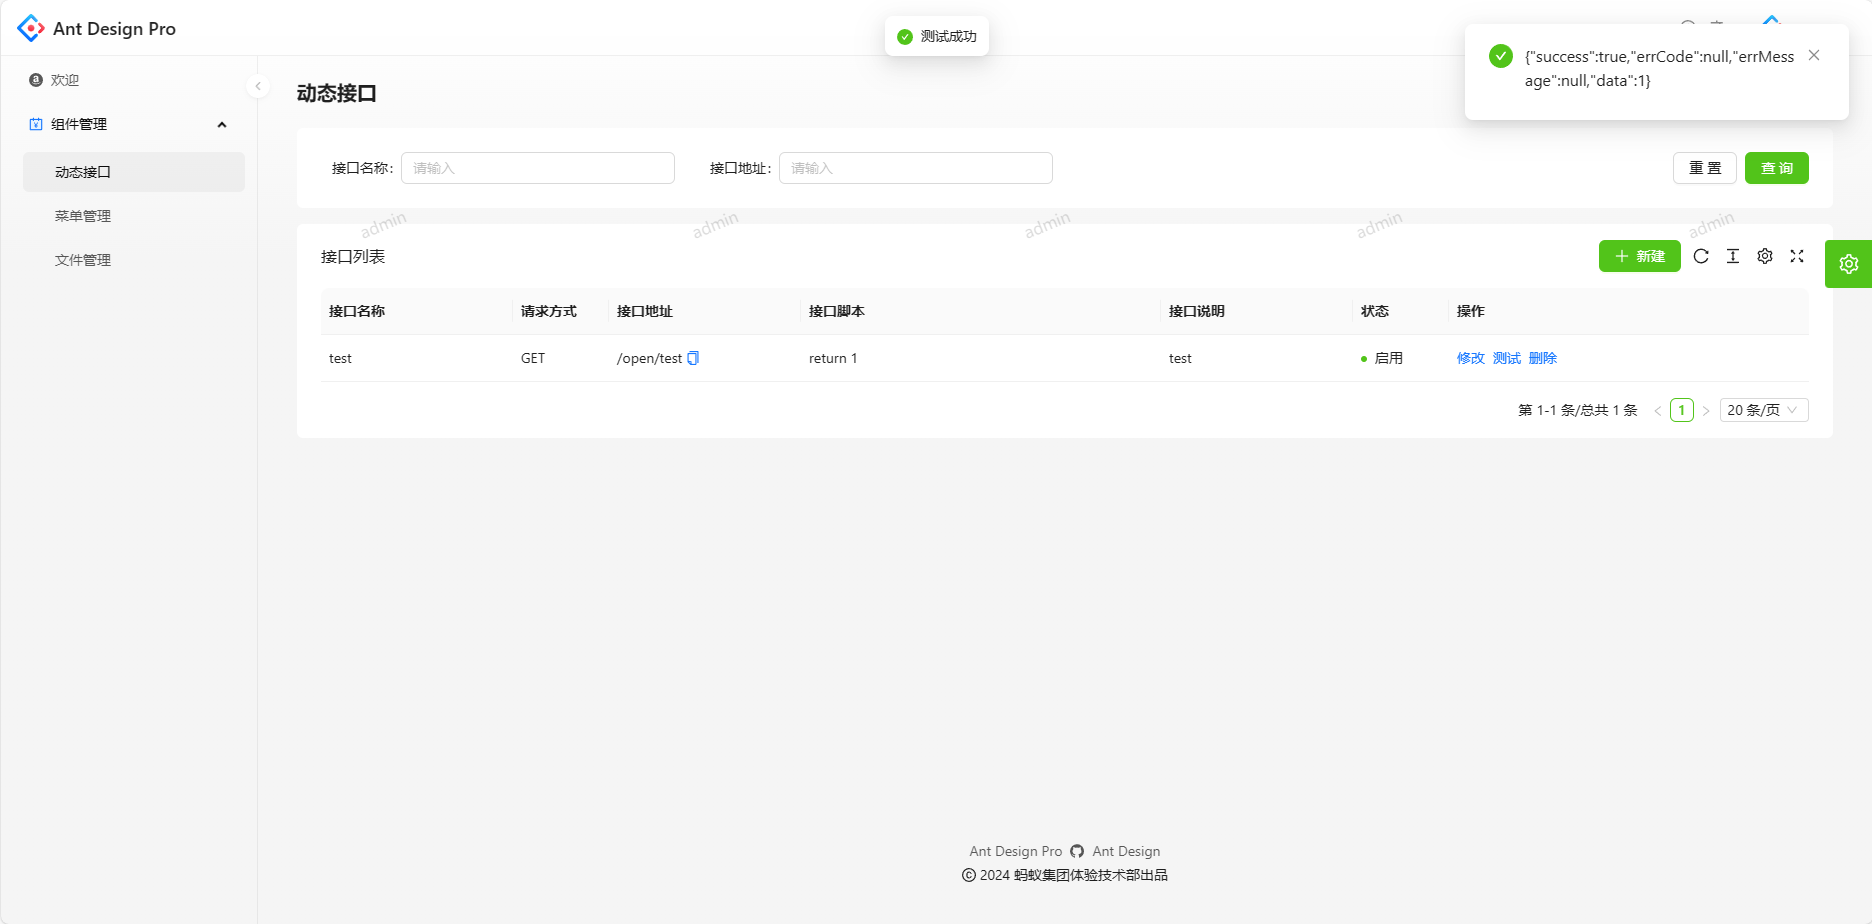 Ant Design Pro
测试成功
{"success":true,"errCode":null,"errMess
age":null,"data":1}
欢迎
组件管理
动态接口
菜单管理
文件管理
动态接口
接口名称: 请输入 接口地址: 请输入 重 置 查 询
admin admin admin admin admin
接口列表 新建
接口名称 请求方式 接口地址 接口脚本 接口说明 状态 操作
test GET /open/test return 1 test 启用 修改 测试 删除
第 1-1 条/总共 1 条 1 20 条/页
Ant Design Pro Ant Design
© 2024 蚂蚁集团体验技术部出品